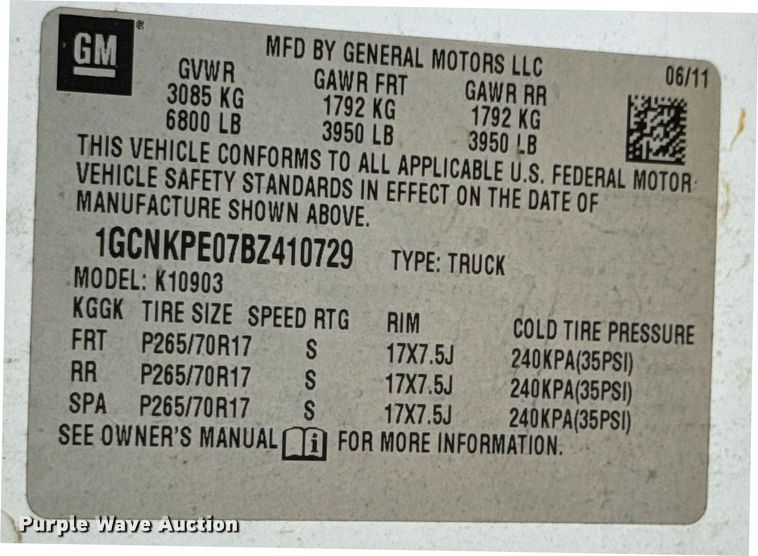 GM
MFD BY GENERAL MOTORS LLC
06/11
GVWR GAWR FRT GAWR RR
3085 KG 1792 KG 1792 KG
6800 LB 3950 LB 3950 LB
THIS VEHICLE CONFORMS TO ALL APPLICABLE U.S. FEDERAL MOTOR
VEHICLE SAFETY STANDARDS IN EFFECT ON THE DATE OF
MANUFACTURE SHOWN ABOVE.
1GCNKPE07BZ410729 TYPE: TRUCK
MODEL: K10903
KGGK TIRE SIZE SPEED RTG RIM COLD TIRE PRESSURE
FRT P265/70R17 S 17X7.5J 240KPA(35PSI)
RR P265/70R17 S 17X7.5J 240KPA(35PSI)
SPA P265/70R17 S 17X7.5J 240KPA(35PSI)
SEE OWNER'S MANUAL i FOR MORE INFORMATION.
Purple Wave Auction